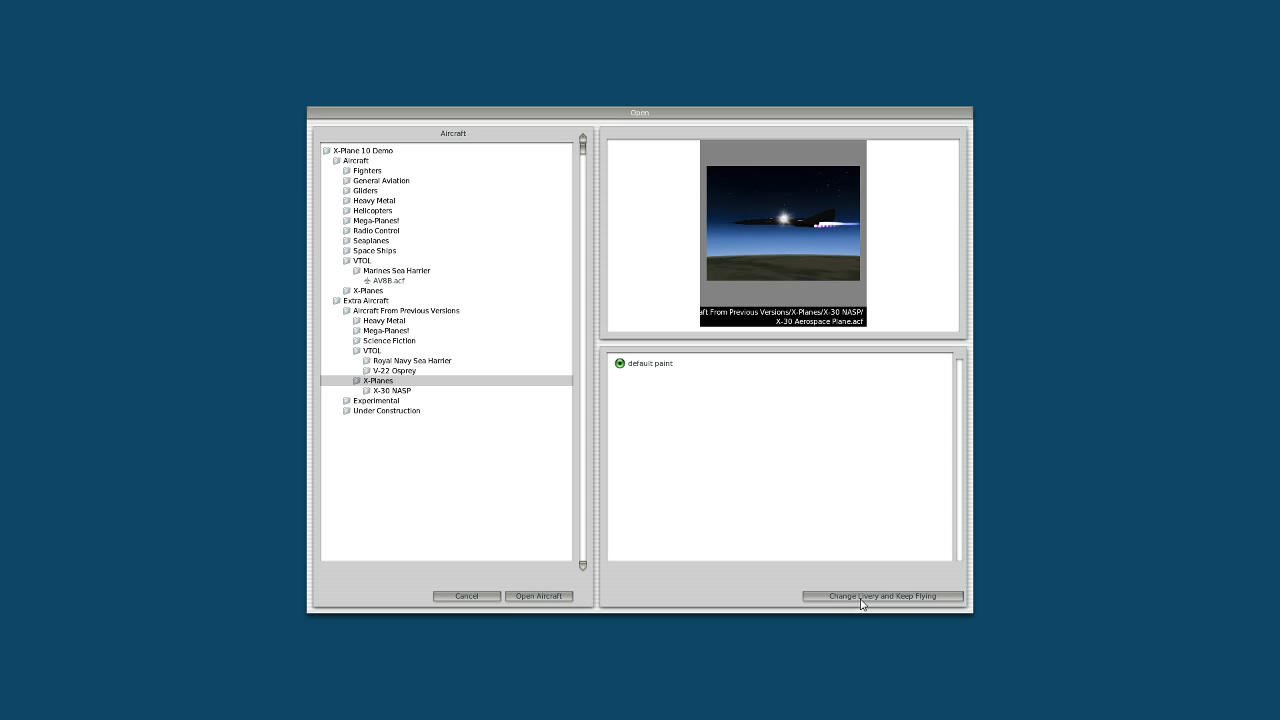 Open
Aircraft
X-Plane 10 Demo
Aircraft
Fighters
General Aviation
Gliders
Heavy Metal
Helicopters
Mega-Planes!
Radio Control
Seaplanes
Space Ships
VTOL
Marines Sea Harrier
AV8B.acf
X-Planes
Extra Aircraft
Aircraft From Previous Versions
Heavy Metal
Mega-Planes!
Science Fiction
VTOL
Royal Navy Sea Harrier
V-22 Osprey
X-Planes
X-30 NASP
Experimental
Under Construction
Cancel
Open Aircraft
aft From Previous Versions/X-Planes/X-30 NASP/
X-30 Aerospace Plane.acf
default paint
Change Livery and Keep Flying